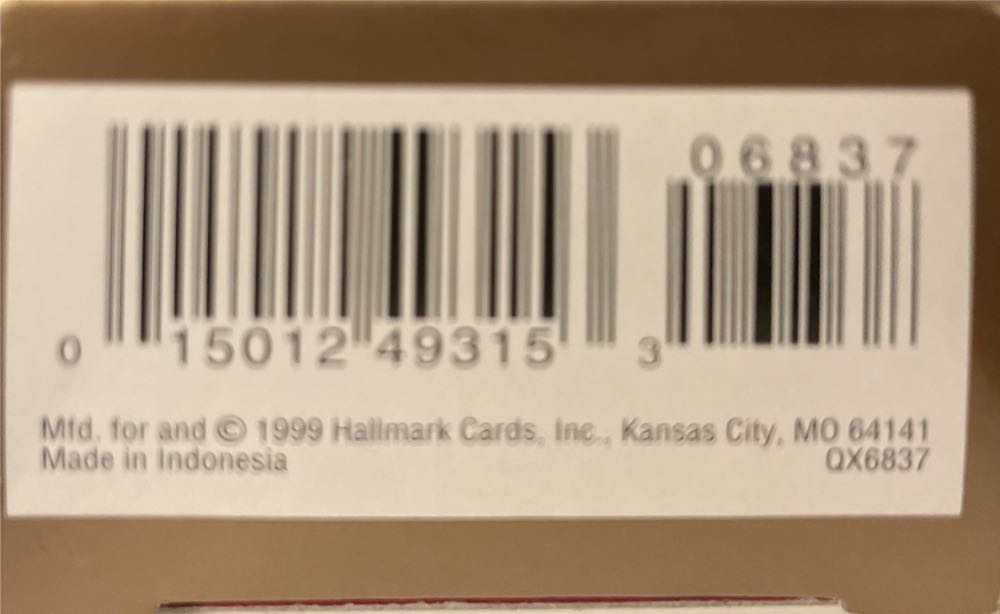 06837
0 15012 49315 3
Mfd. for and © 1999 Hallmark Cards, Inc., Kansas City, MO 64141
Made in Indonesia QX6837